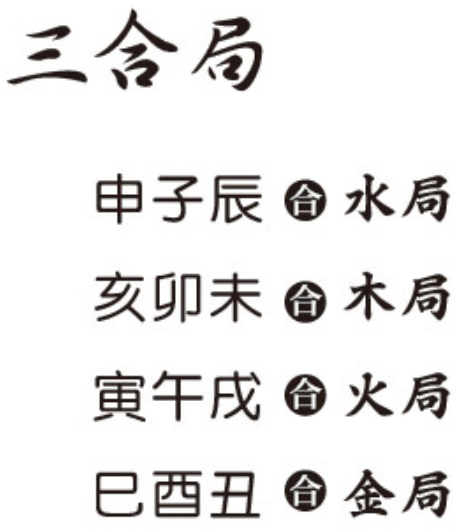 三合局
申子辰合水局
亥卯未合木局
寅午戌合火局
巳酉丑合金局